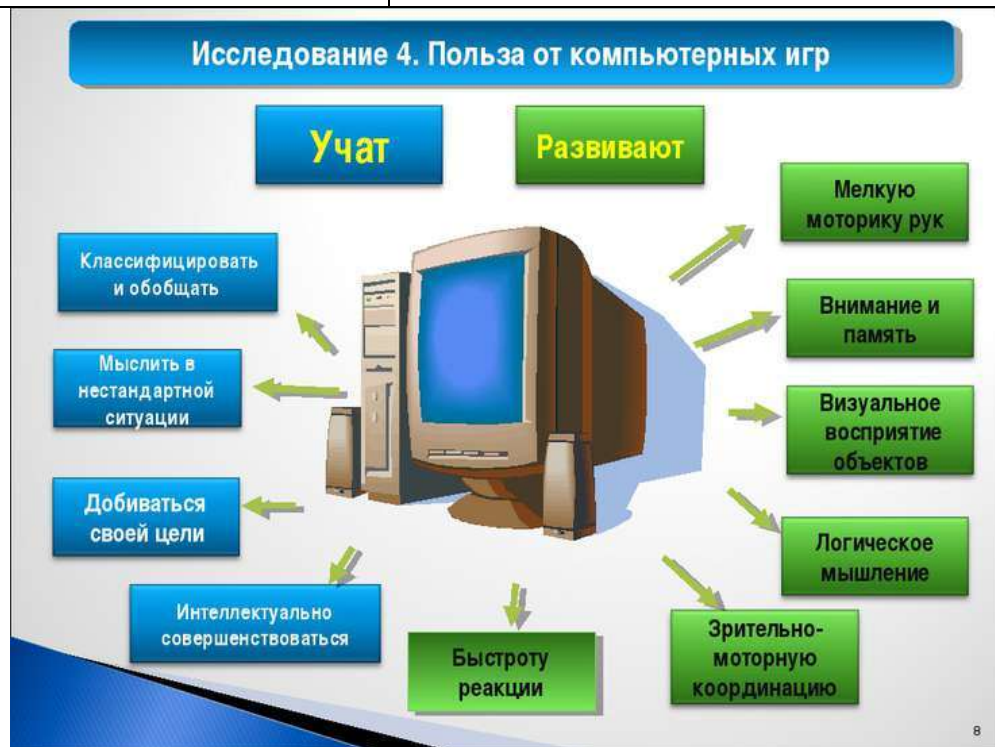 Исследование 4. Польза от компьютерных игр
Учат
Развивают
Классифицировать
и обобщать
Мыслить в
нестандартной
ситуации
Добиваться
своей цели
Интеллектуально
совершенствоваться
Мелкую
моторику рук
Внимание и
память
Визуальное
восприятие
объектов
Логическое
мышление
Зрительно-
моторную
координацию
Быстроту
реакции
8